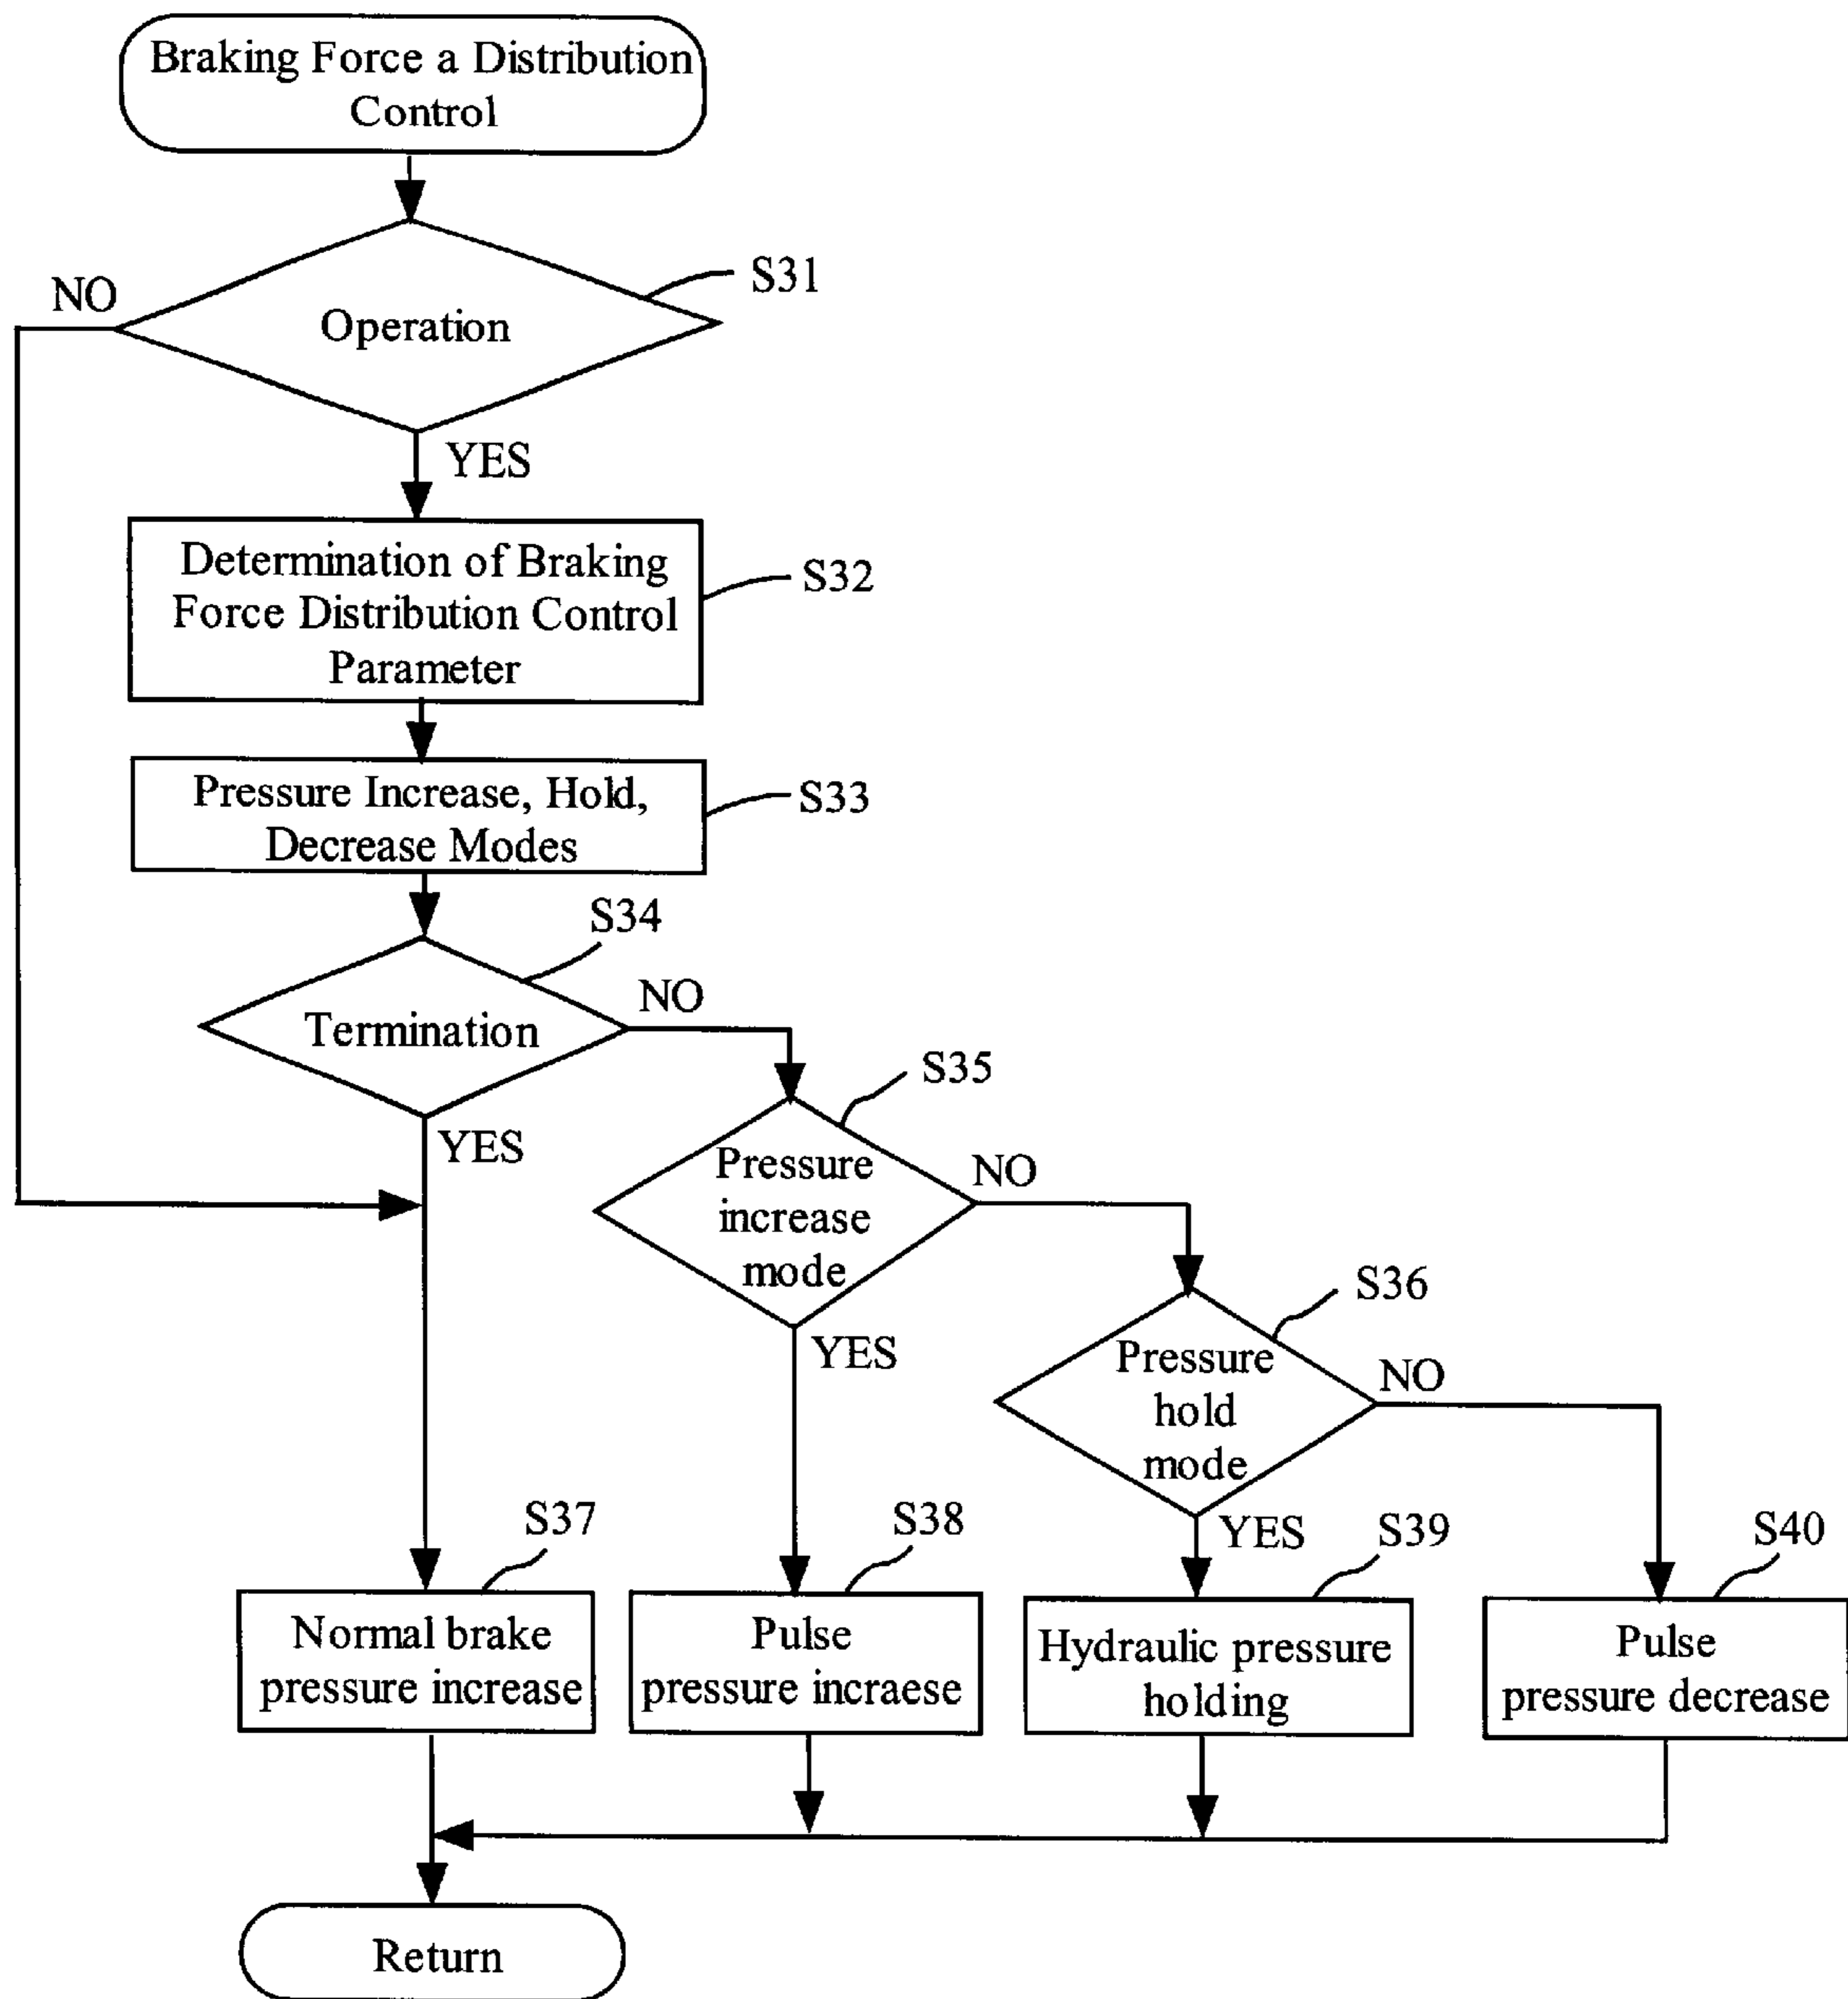 Braking Force a Distribution
Control
S31
NO
Operation
YES
Determination of Braking
Force Distribution Control
Parameter
S32
Pressure Increase, Hold,
Decrease Modes
S33
S34
NO
Termination
YES
S35
Pressure
increase
mode
NO
YES
S36
Pressure
hold
mode
NO
YES
S37
Normal brake
pressure increase
S38
Pulse
pressure incraese
S39
Hydraulic pressure
holding
S40
Pulse
pressure decrease
Return